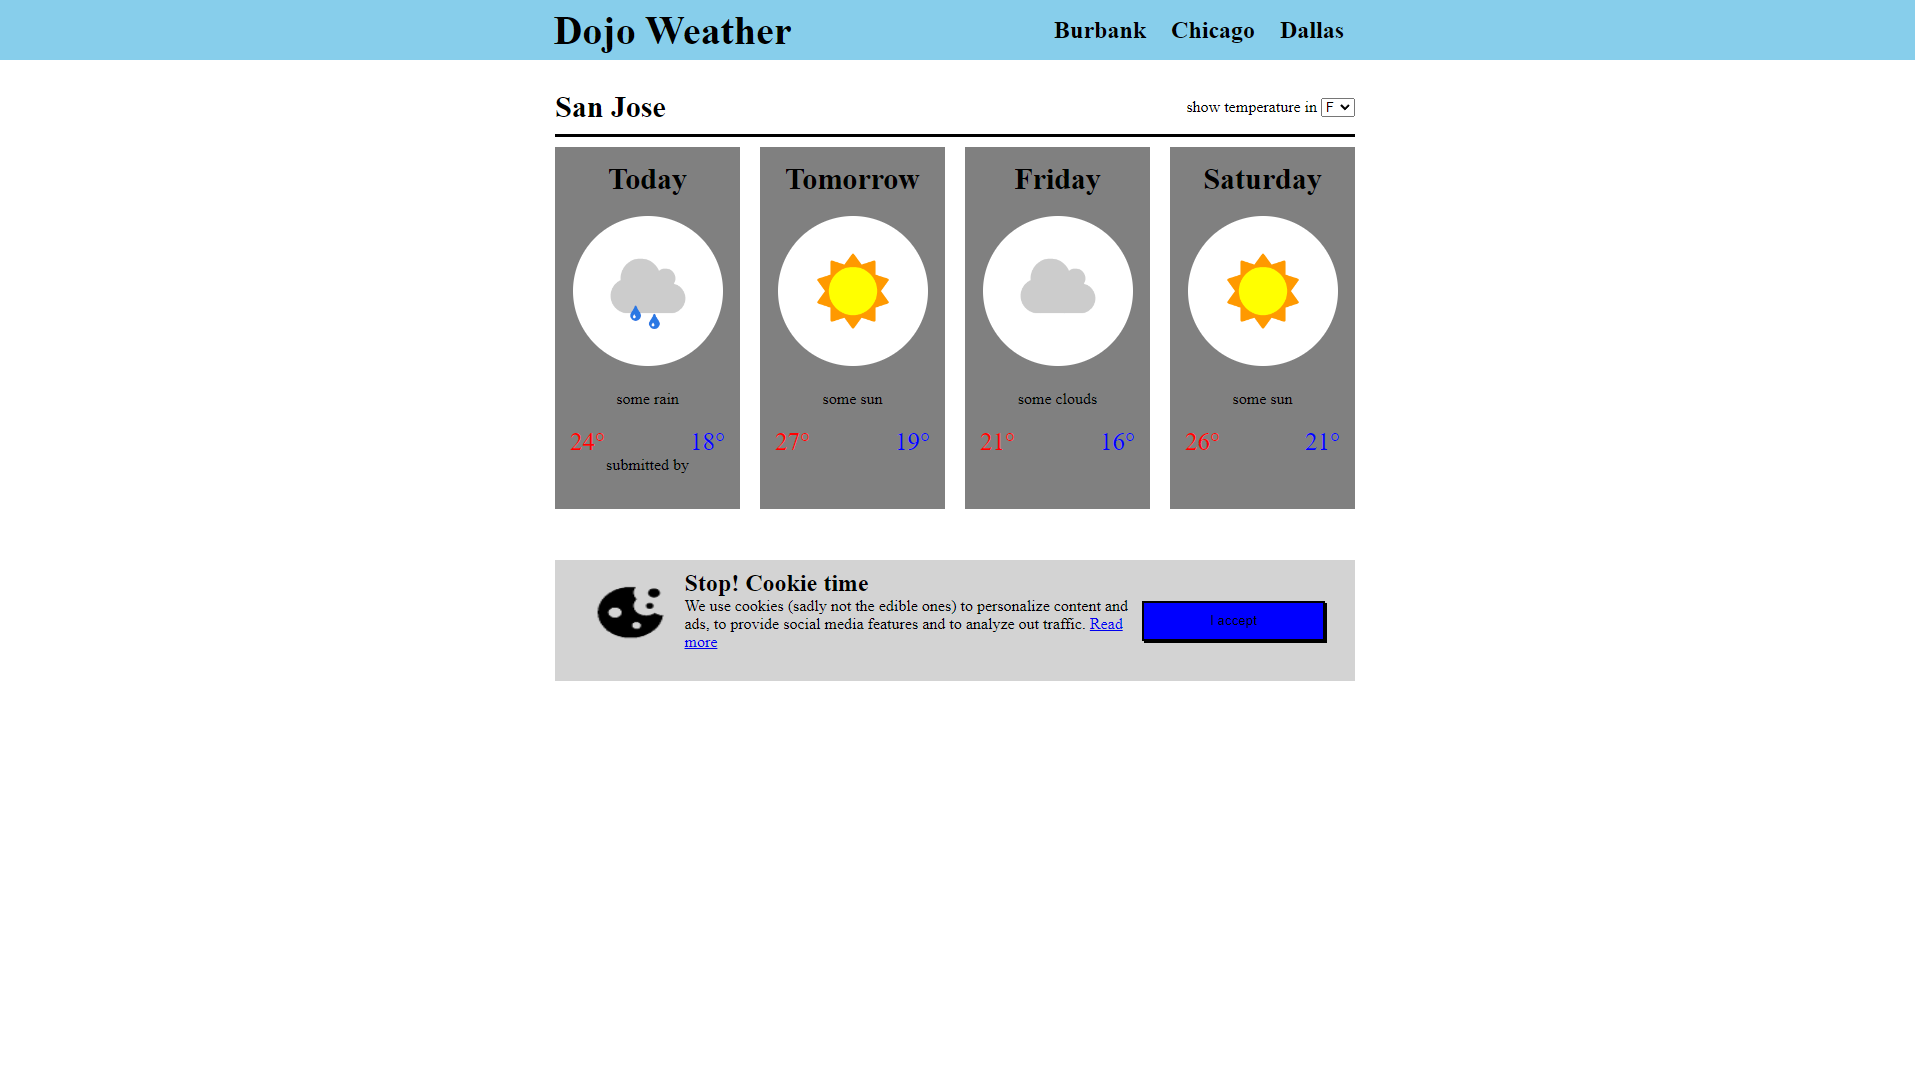 Dojo Weather Burbank Chicago Dallas
San Jose show temperature in F
Today Tomorrow Friday Saturday
some rain some sun some clouds some sun
24° 18° 27° 19° 21° 16° 26° 21°
submitted by
Stop! Cookie time
We use cookies (sadly not the edible ones) to personalize content and
ads, to provide social media features and to analyze out traffic. Read
more
I accept